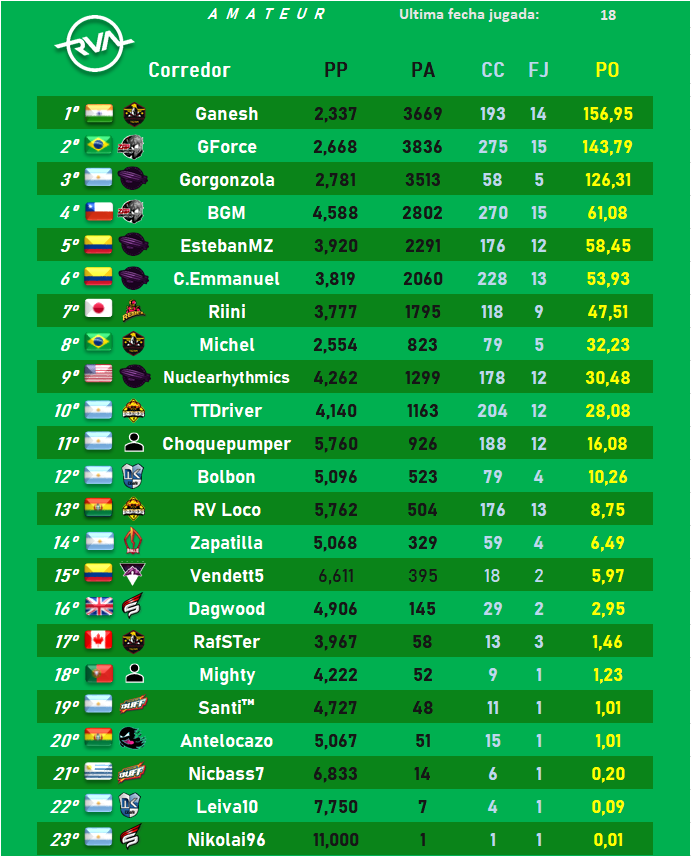 AMATEUR Ultima fecha jugada: 18
RVA
Corredor PP PA CC FJ PO
1º Ganesh 2,337 3669 193 14 156,95
2º GForce 2,668 3836 275 15 143,79
3º Gorgonzola 2,781 3513 58 5 126,31
4º BGM 4,588 2802 270 15 61,08
5º EstebanMZ 3,920 2291 176 12 58,45
6º C.Emmanuel 3,819 2060 228 13 53,93
7º Riini 3,777 1795 118 9 47,51
8º Michel 2,554 823 79 5 32,23
9º Nuclearhythmics 4,262 1299 178 12 30,48
10º TTDriver 4,140 1163 204 12 28,08
11º Choquepumper 5,760 926 188 12 16,08
12º Bolbon 5,096 523 79 4 10,26
13º RV Loco 5,762 504 176 13 8,75
14º Zapatilla 5,068 329 59 4 6,49
15º Vendett5 6,611 395 18 2 5,97
16º Dagwood 4,906 145 29 2 2,95
17º RafSTer 3,967 58 13 3 1,46
18º Mighty 4,222 52 9 1 1,23
19º DUFF Santi™ 4,727 48 11 1 1,01
20º Antelocazo 5,067 51 15 1 1,01
21º DUFF Nicbass7 6,833 14 6 1 0,20
22º Leiva10 7,750 7 4 1 0,09
23º Nikolai96 11,000 1 1 1 0,01